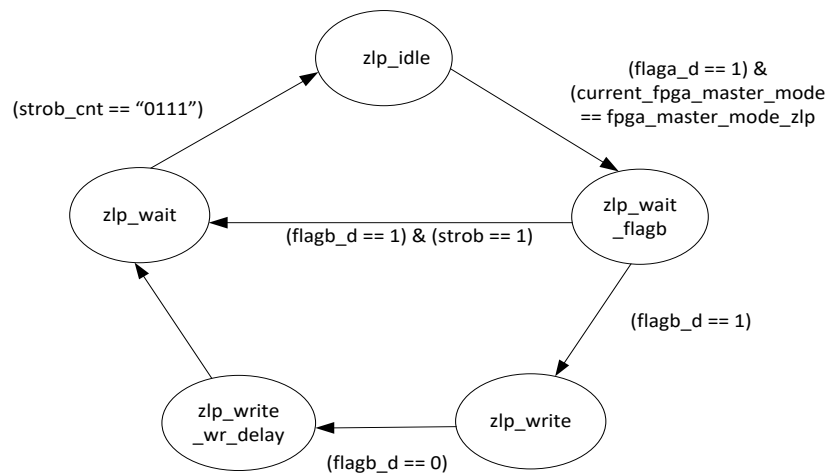 zlp_idle
(flaga_d == 1) &
(current_fpga_master_mode
== fpga_master_mode_zlp
(strob_cnt == “0111”)
zlp_wait
zlp_wait
_flagb
(flagb_d == 1) & (strob == 1)
(flagb_d == 1)
zlp_write
_wr_delay
zlp_write
(flagb_d == 0)